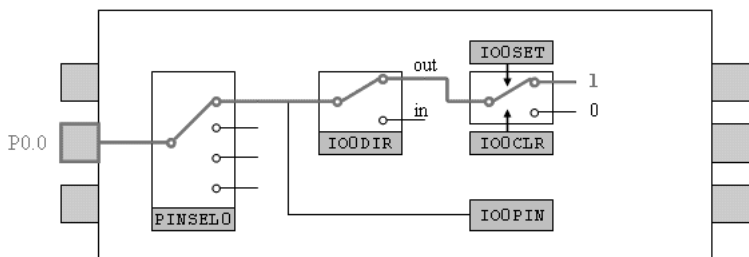 IO0SET
out
1
P0.0
in
0
IO0DIR
IO0CLR
PINSEL0
IO0PIN